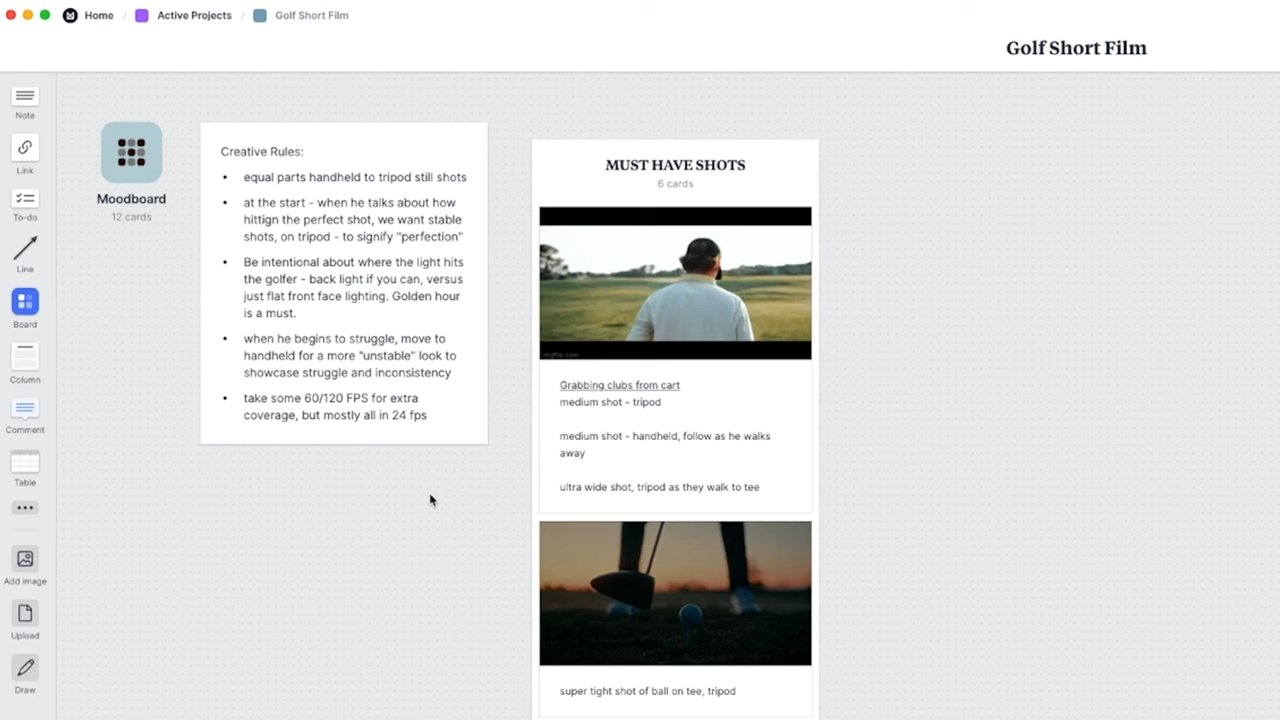 Home / Active Projects / Golf Short Film
Golf Short Film
Note
Link
To-do
Line
Board
Column
Comment
Table
Add image
Upload
Draw
Moodboard
12 cards
Creative Rules:
• equal parts handheld to tripod still shots
• at the start - when he talks about how
hittign the perfect shot, we want stable
shots, on tripod - to signify "perfection"
• Be intentional about where the light hits
the golfer - back light if you can, versus
just flat front face lighting. Golden hour
is a must.
• when he begins to struggle, move to
handheld for a more "unstable" look to
showcase struggle and inconsistency
• take some 60/120 FPS for extra
coverage, but mostly all in 24 fps
MUST HAVE SHOTS
6 cards
imgflip.com
Grabbing clubs from cart
medium shot - tripod
medium shot - handheld, follow as he walks
away
ultra wide shot, tripod as they walk to tee
super tight shot of ball on tee, tripod